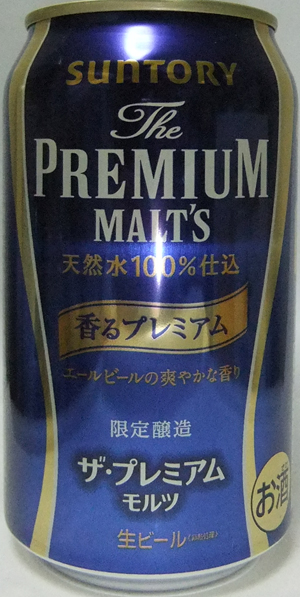 SUNTORY
The
PREMIUM
MALT'S
天然水100%仕込
香るプレミアム
エールビールの爽やかな香り
限定醸造
ザ・プレミアム
モルツ
お酒
生ビール